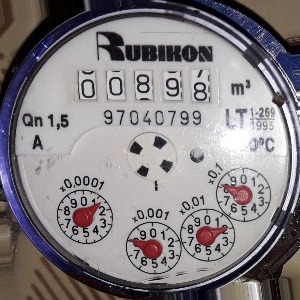 RUBIKON
00898 m³
Qn 1,5 97040799 LT 1-269
1995
A °C
x0,0001 x0,1
x0,001 x0,01